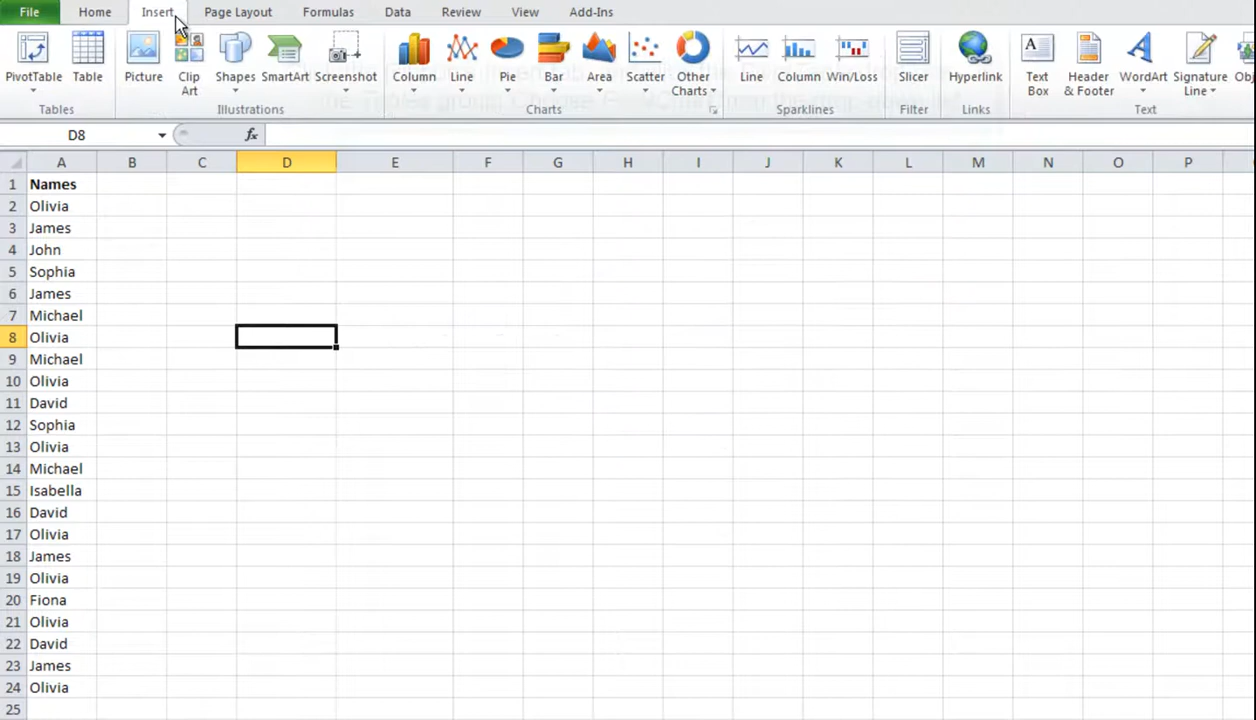 File Home Insert Page Layout Formulas Data Review View Add-Ins
PivotTable Table Picture Clip Art Shapes SmartArt Screenshot Column Line Pie Bar Area Scatter Other Charts Line Column Win/Loss Slicer Hyperlink Text Box Header & Footer WordArt Signature Line
Tables Illustrations Charts Sparklines Filter Links Text
D8 fx
A B C D E F G H I J K L M N O P
1 Names
2 Olivia
3 James
4 John
5 Sophia
6 James
7 Michael
8 Olivia
9 Michael
10 Olivia
11 David
12 Sophia
13 Olivia
14 Michael
15 Isabella
16 David
17 Olivia
18 James
19 Olivia
20 Fiona
21 Olivia
22 David
23 James
24 Olivia
25